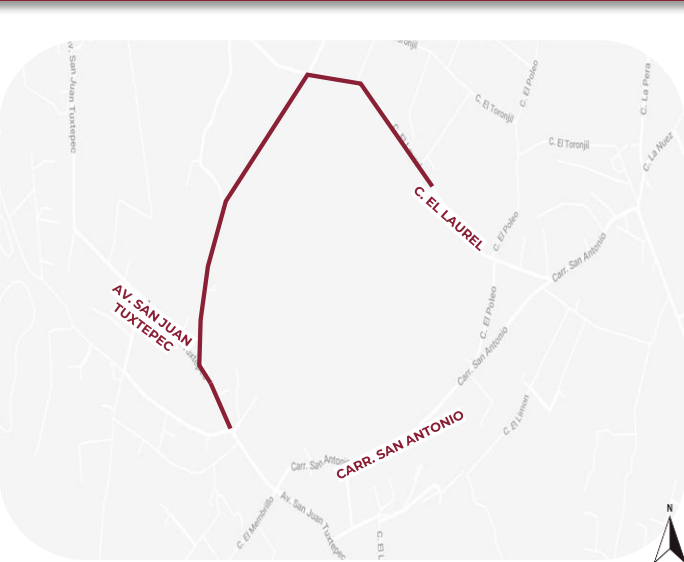 Av. San Juan Tuxtepec
C. El Poleo
C. La Pera
C. El Toronjil
C. El Toronjil
C. La Nuez
C. EL LAUREL
C. El Poleo
Carr. San Antonio
AV. SAN JUAN
TUXTEPEC
C. El Poleo
Carr. San Antonio
C. El Limon
CARR. SAN ANTONIO
Carr. San Antonio
N
C. El Membrillo
Av. San Juan Tuxtepec